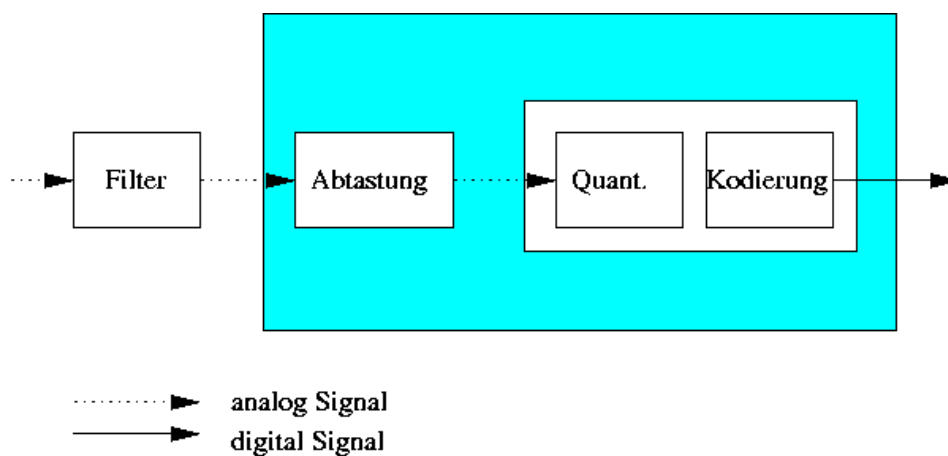 Filter
Abtastung
Quant.
Kodierung
analog Signal
digital Signal